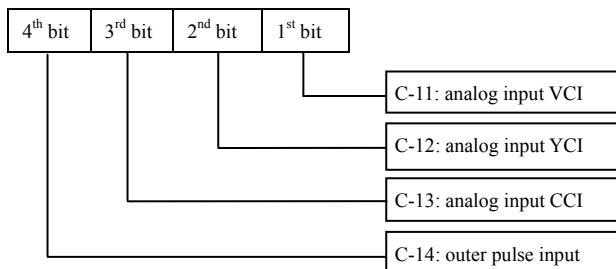 4th bit 3rd bit 2nd bit 1st bit
C-11: analog input VCI
C-12: analog input YCI
C-13: analog input CCI
C-14: outer pulse input